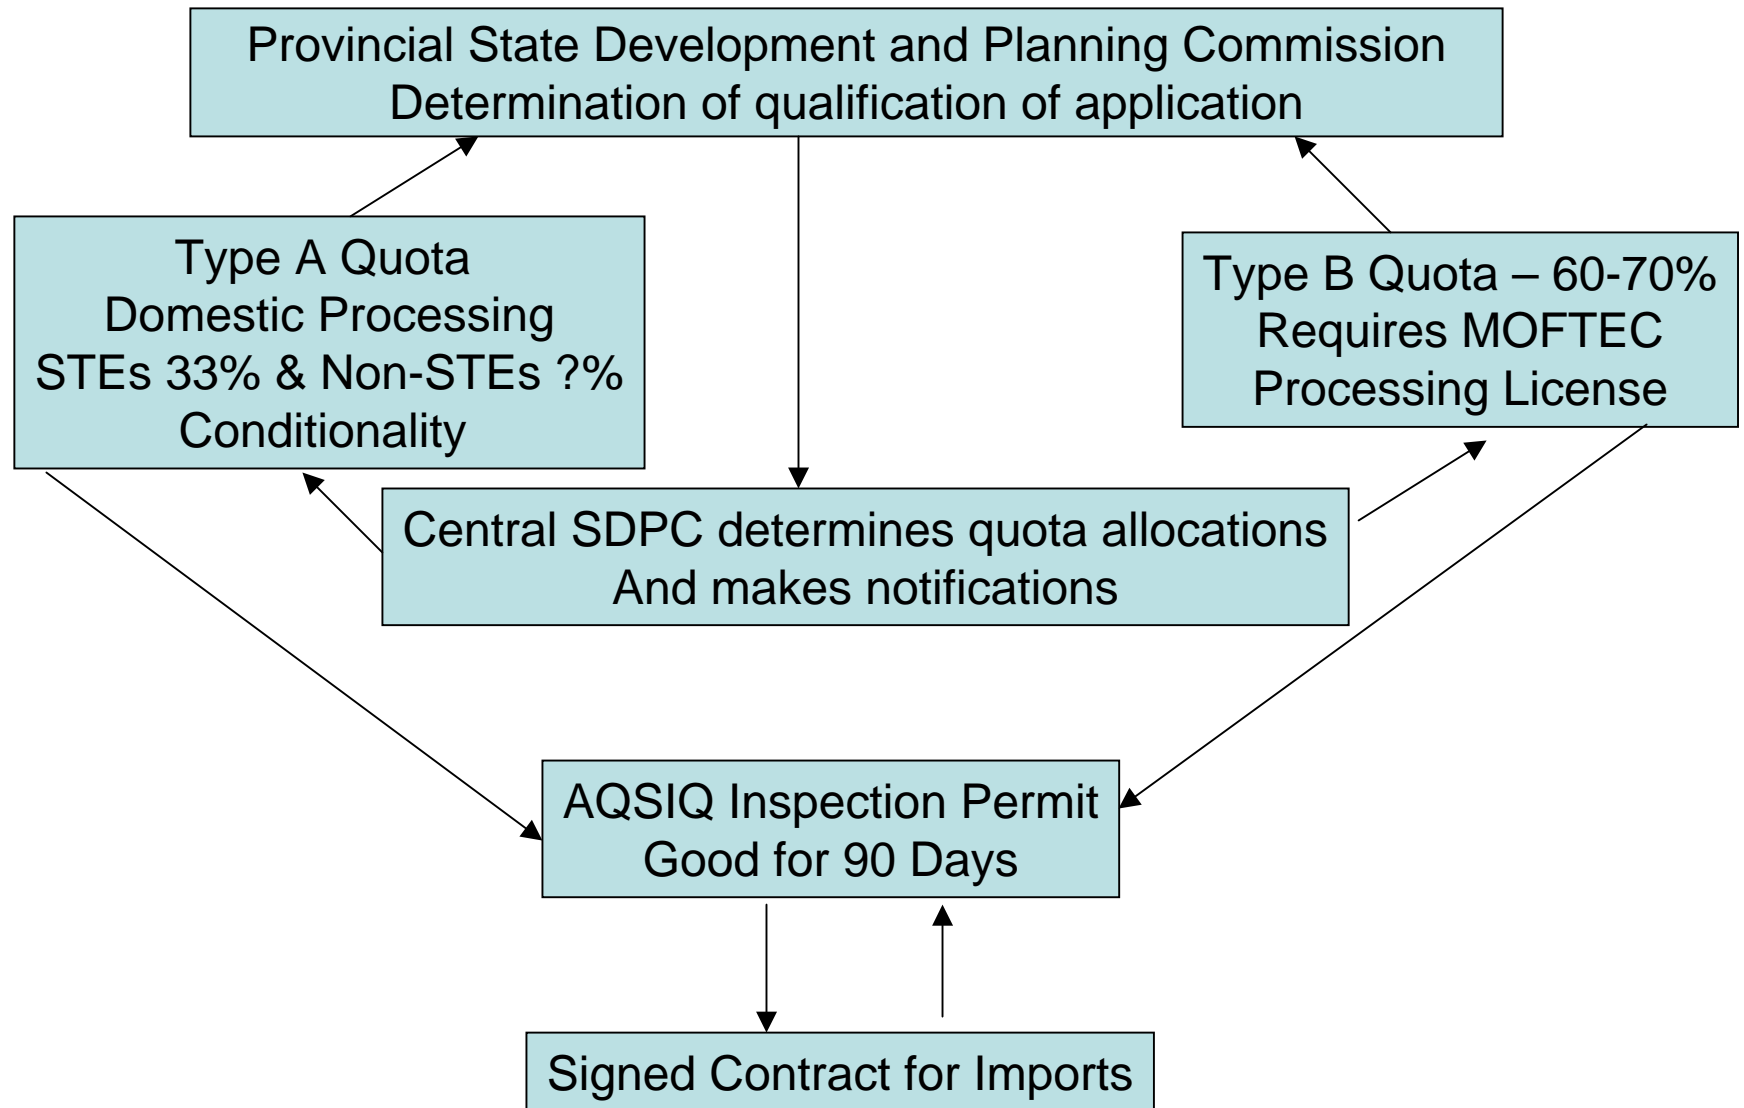 Provincial State Development and Planning Commission
Determination of qualification of application
Type A Quota
Domestic Processing
STEs 33% & Non-STEs ?%
Conditionality
Type B Quota – 60-70%
Requires MOFTEC
Processing License
Central SDPC determines quota allocations
And makes notifications
AQSIQ Inspection Permit
Good for 90 Days
Signed Contract for Imports